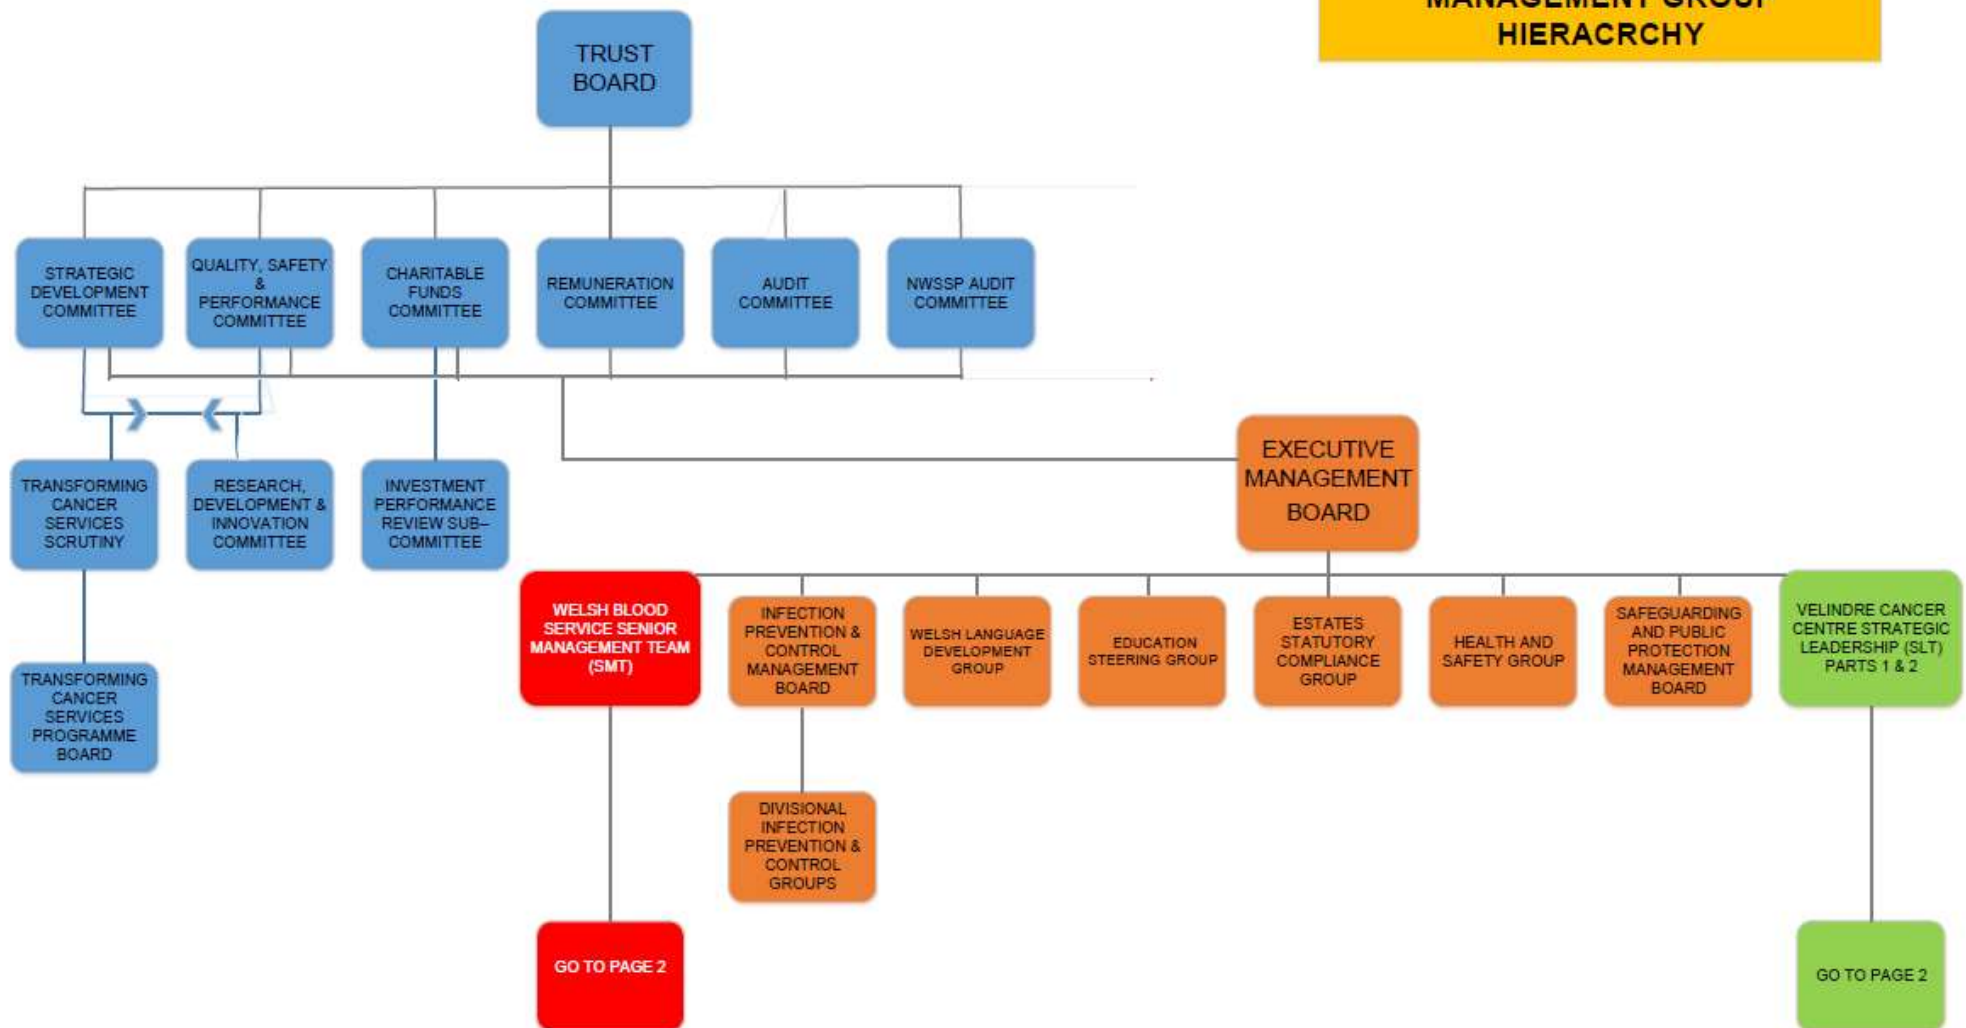 MANAGEMENT GROUP
HIERACRCHY
TRUST
BOARD
STRATEGIC
DEVELOPMENT
COMMITTEE
QUALITY, SAFETY
&
PERFORMANCE
COMMITTEE
CHARITABLE
FUNDS
COMMITTEE
REMUNERATION
COMMITTEE
AUDIT
COMMITTEE
NWSSP AUDIT
COMMITTEE
EXECUTIVE
MANAGEMENT
BOARD
TRANSFORMING
CANCER
SERVICES
SCRUTINY
RESEARCH,
DEVELOPMENT &
INNOVATION
COMMITTEE
INVESTMENT
PERFORMANCE
REVIEW SUB–
COMMITTEE
WELSH BLOOD
SERVICE SENIOR
MANAGEMENT TEAM
(SMT)
INFECTION
PREVENTION &
CONTROL
MANAGEMENT
BOARD
WELSH LANGUAGE
DEVELOPMENT
GROUP
EDUCATION
STEERING GROUP
ESTATES
STATUTORY
COMPLIANCE
GROUP
HEALTH AND
SAFETY GROUP
SAFEGUARDING
AND PUBLIC
PROTECTION
MANAGEMENT
BOARD
VELINDRE CANCER
CENTRE STRATEGIC
LEADERSHIP (SLT)
PARTS 1 & 2
TRANSFORMING
CANCER
SERVICES
PROGRAMME
BOARD
DIVISIONAL
INFECTION
PREVENTION &
CONTROL
GROUPS
GO TO PAGE 2
GO TO PAGE 2